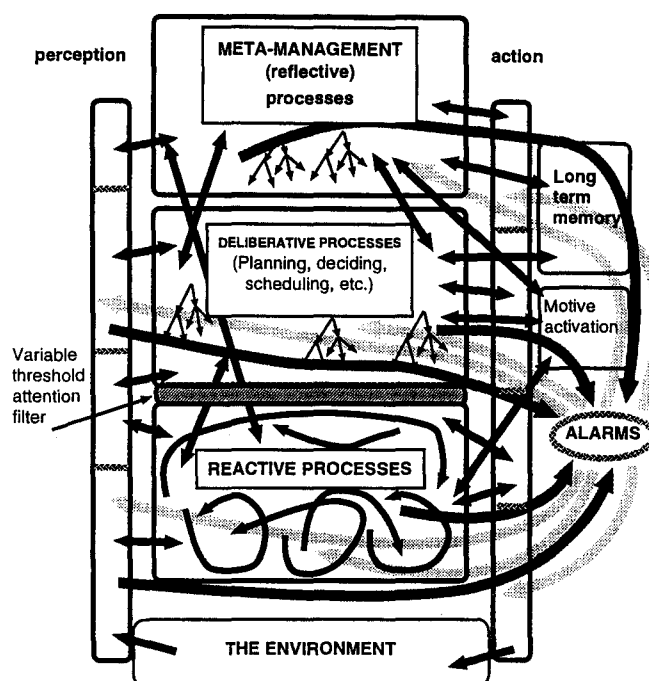 perception
META-MANAGEMENT
(reflective)
processes
action
Long
term
memory
DELIBERATIVE PROCESSES
(Planning, deciding,
scheduling, etc.)
Motive
activation
Variable
threshold
attention
filter
ALARMS
REACTIVE PROCESSES
THE ENVIRONMENT